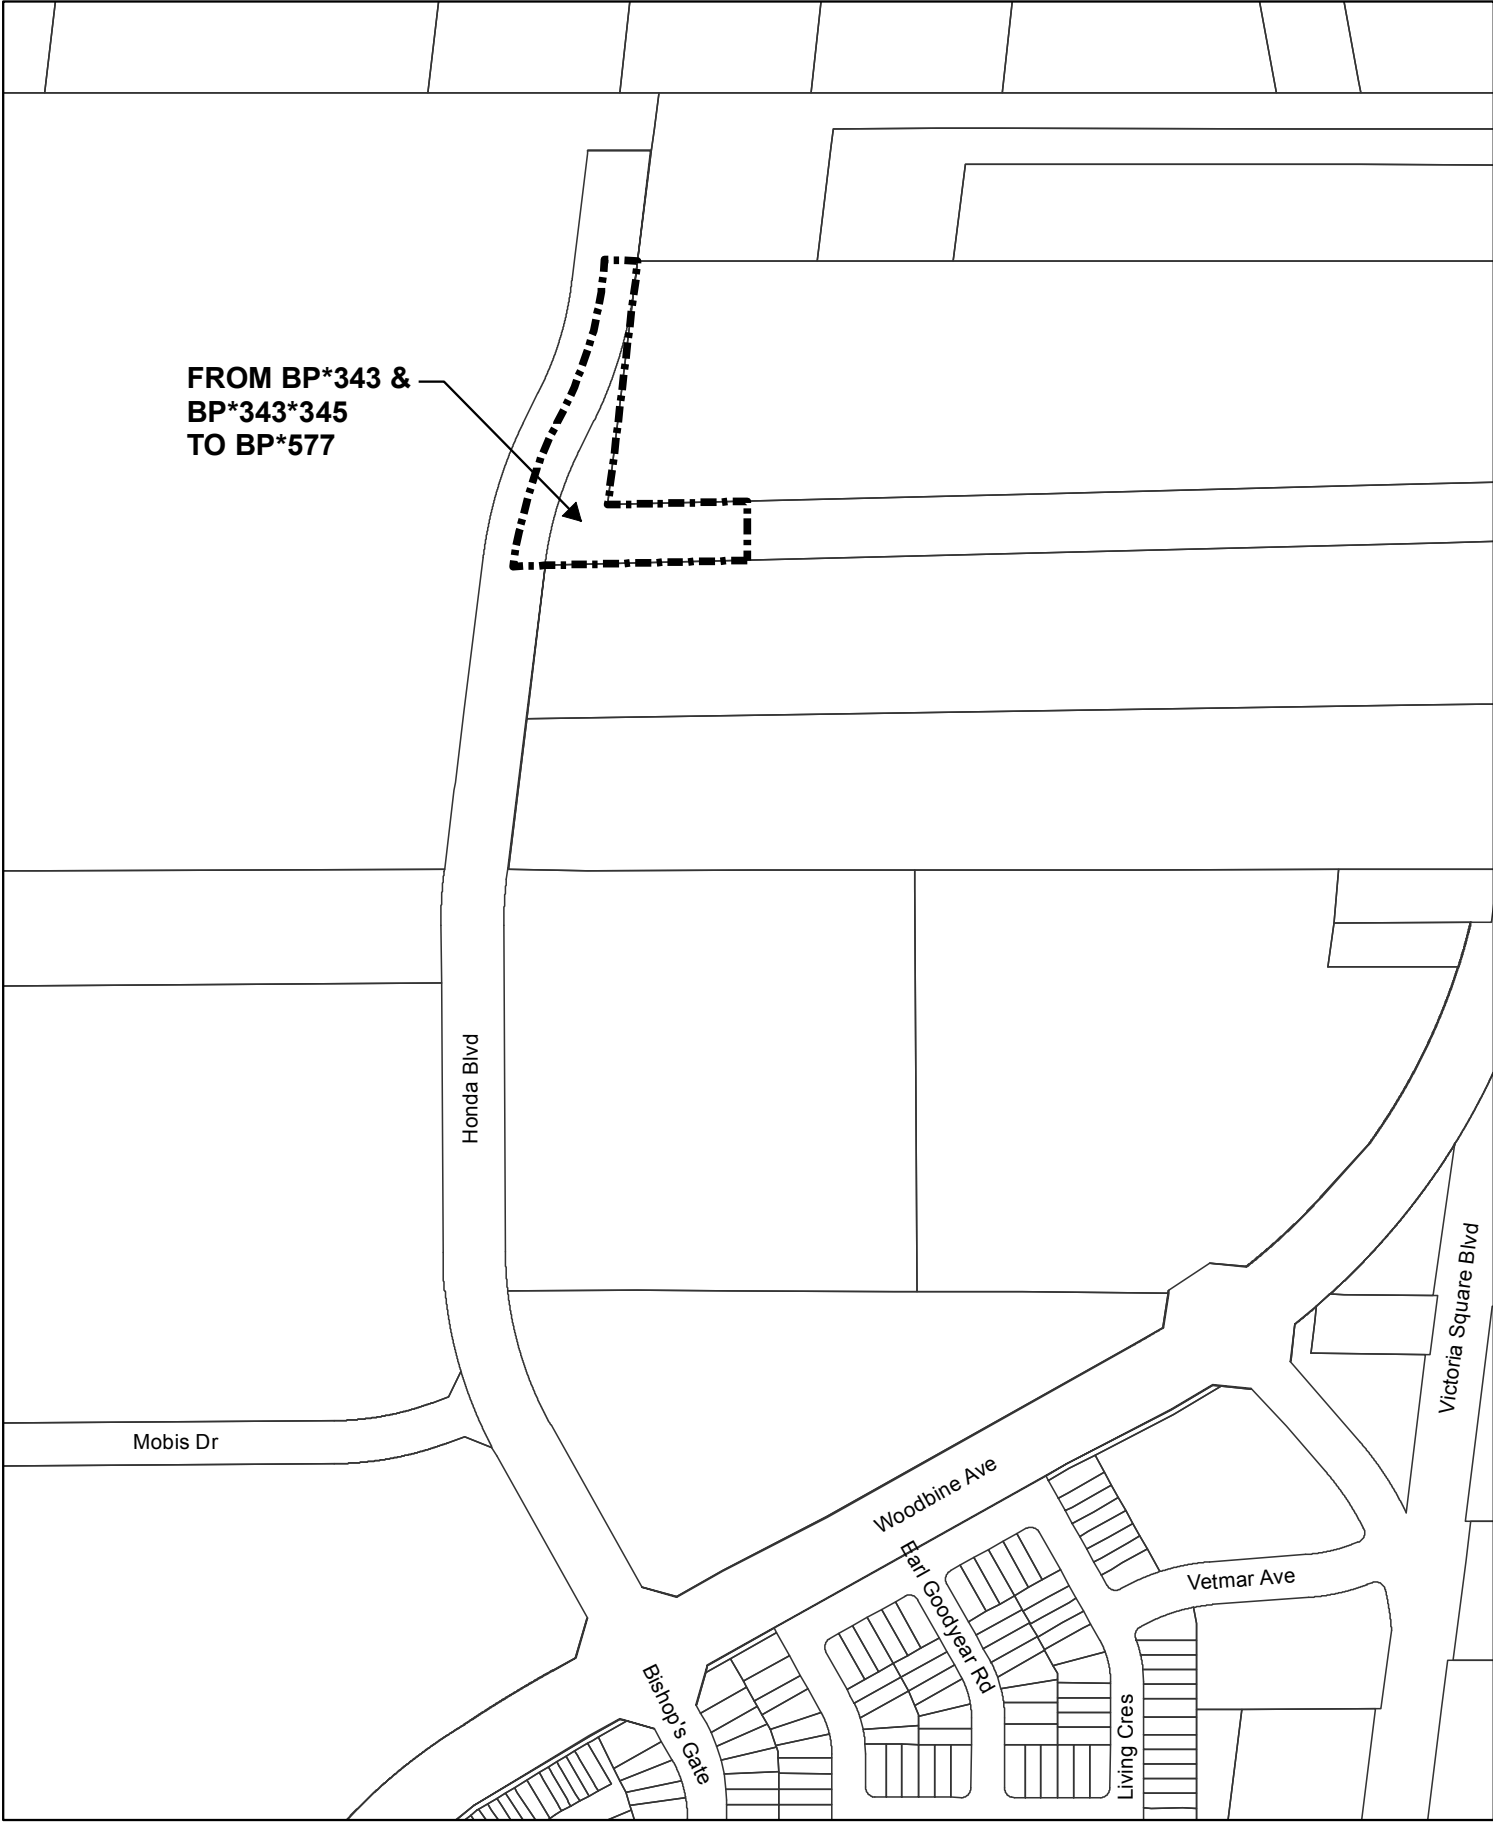 FROM BP*343 &
BP*343*345
TO BP*577
Honda Blvd
Victoria Square Blvd
Mobis Dr
Woodbine Ave
Earl Goodyear Rd
Vetmar Ave
Bishop's Gate
Living Cres